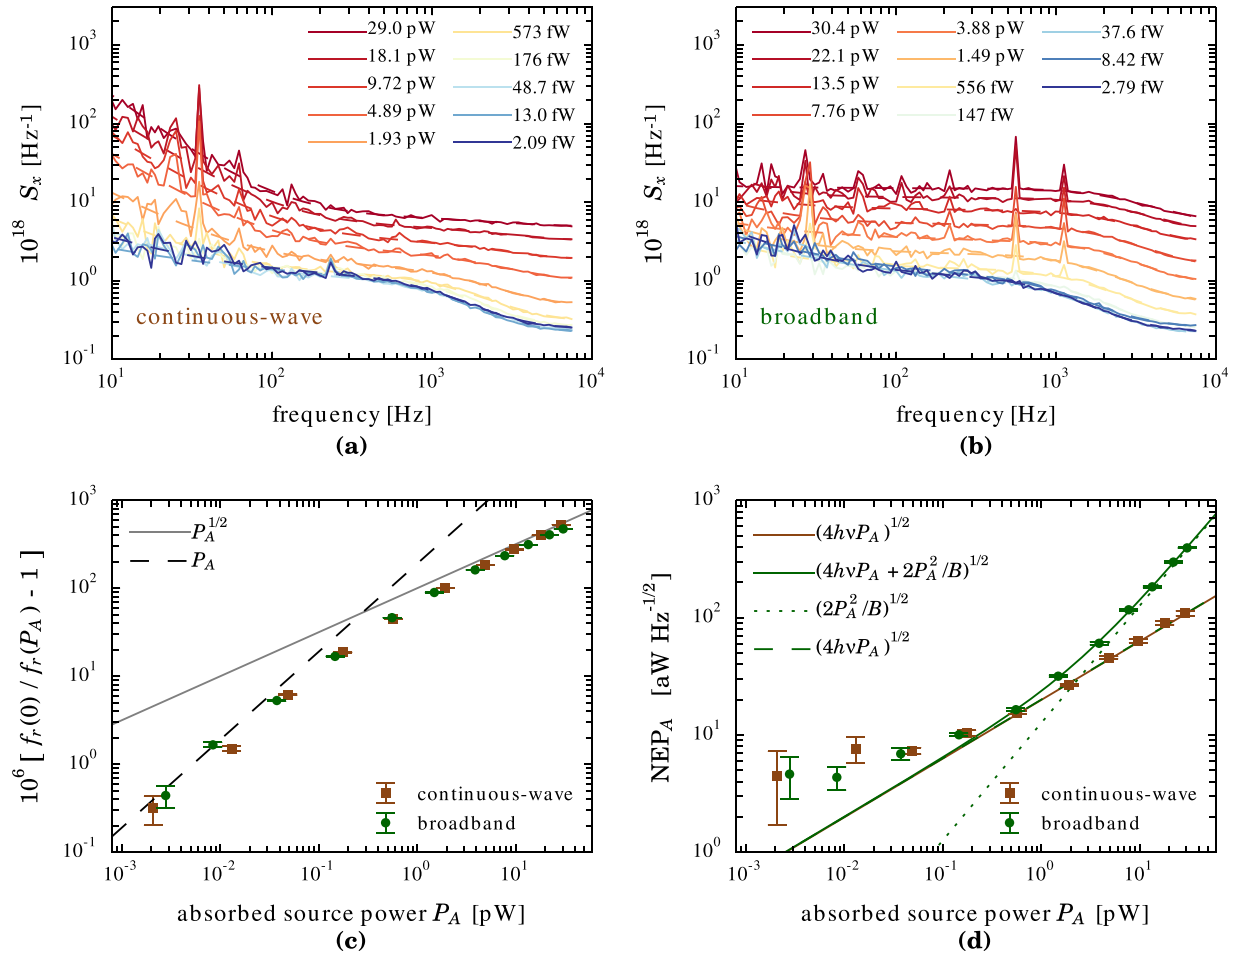 29.0 pW
18.1 pW
9.72 pW
4.89 pW
1.93 pW
573 fW
176 fW
48.7 fW
13.0 fW
2.09 fW
10³
10²
10¹
10⁰
10⁻¹
10¹⁸ Sₓ [Hz⁻¹]
continuous-wave
10¹ 10² 10³ 10⁴
frequency [Hz]
(a)
30.4 pW
22.1 pW
13.5 pW
7.76 pW
3.88 pW
1.49 pW
556 fW
147 fW
37.6 fW
8.42 fW
2.79 fW
10³
10²
10¹
10⁰
10⁻¹
10¹⁸ Sₓ [Hz⁻¹]
broadband
10¹ 10² 10³ 10⁴
frequency [Hz]
(b)
10³
10²
10¹
10⁰
10⁻¹
10⁶ [ fᵣ(0) / fᵣ(P_A) - 1 ]
P_A^1/2
P_A
continuous-wave
broadband
10⁻³ 10⁻² 10⁻¹ 10⁰ 10¹
absorbed source power P_A [pW]
(c)
10³
10²
10¹
10⁰
NEP_A [aW Hz^-1/2]
(4hνP_A)^1/2
(4hνP_A + 2P_A²/B)^1/2
(2P_A²/B)^1/2
(4hνP_A)^1/2
continuous-wave
broadband
10⁻³ 10⁻² 10⁻¹ 10⁰ 10¹
absorbed source power P_A [pW]
(d)